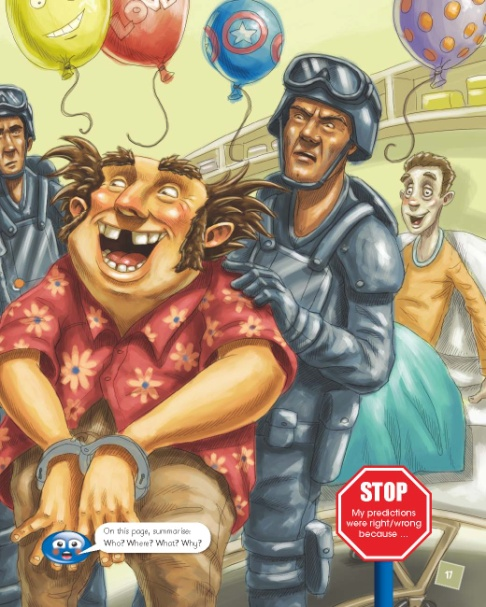 LOVE
On this page, summarise:
Who? Where? What? Why?
STOP
My predictions
were right/wrong
because ...
17